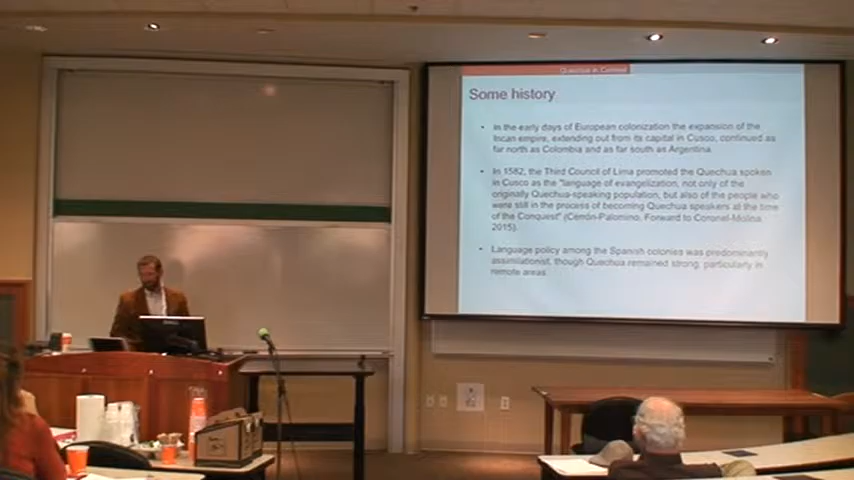 Quechua in Context
Some history
• In the early days of European colonization the expansion of the
Incan empire, extending out from its capital in Cusco, continued as
far north as Colombia and as far south as Argentina.
• In 1582, the Third Council of Lima promoted the Quechua spoken
in Cusco as the "language of evangelization, not only of the
originally Quechua-speaking population, but also of the people who
were still in the process of becoming Quechua speakers at the time
of the Conquest" (Cerrón-Palomino, Forward to Coronel-Molina,
2015).
• Language policy among the Spanish colonies was predominantly
assimilationist, though Quechua remained strong, particularly in
remote areas.